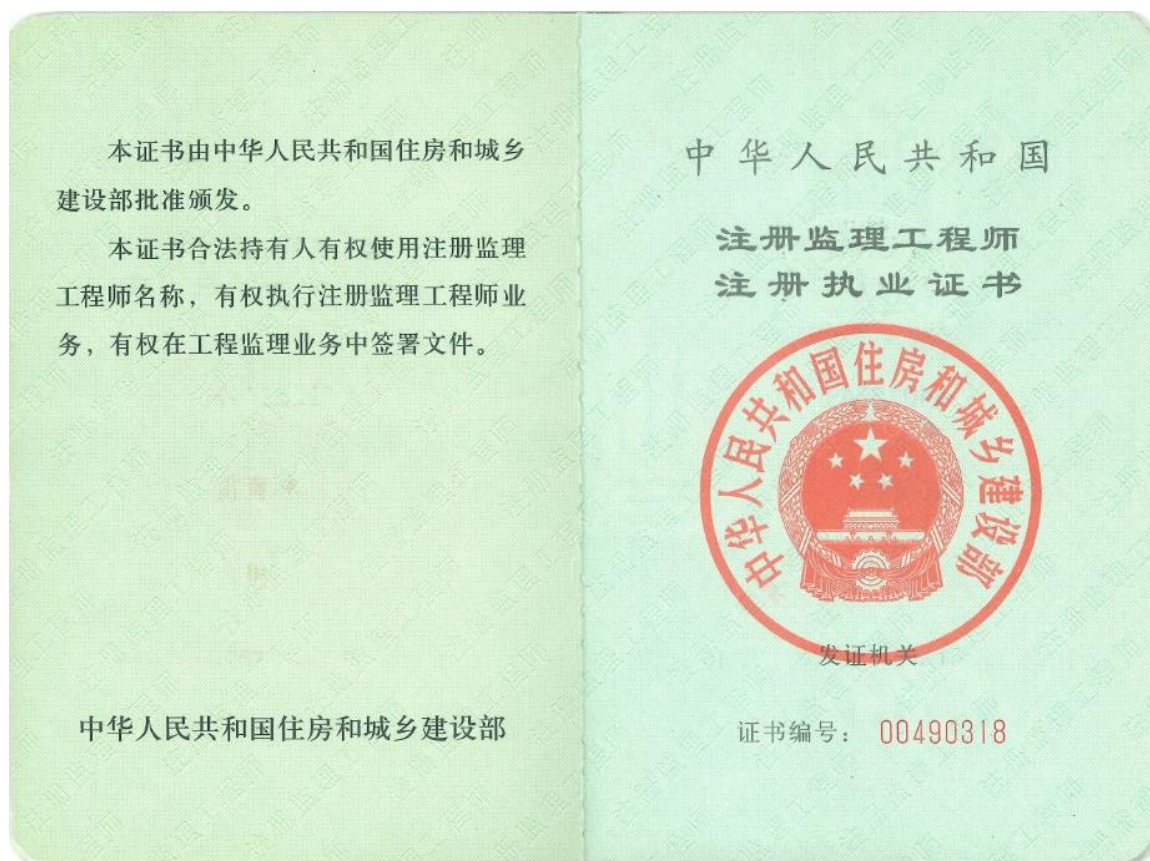 本证书由中华人民共和国住房和城乡
建设部批准颁发。
本证书合法持有人有权使用注册监理
工程师名称，有权执行注册监理工程师业
务，有权在工程监理业务中签署文件。
中华人民共和国住房和城乡建设部
中华人民共和国
注册监理工程师
注册执业证书
中华人民共和国住房和城乡建设部
发证机关
证书编号： 00490318